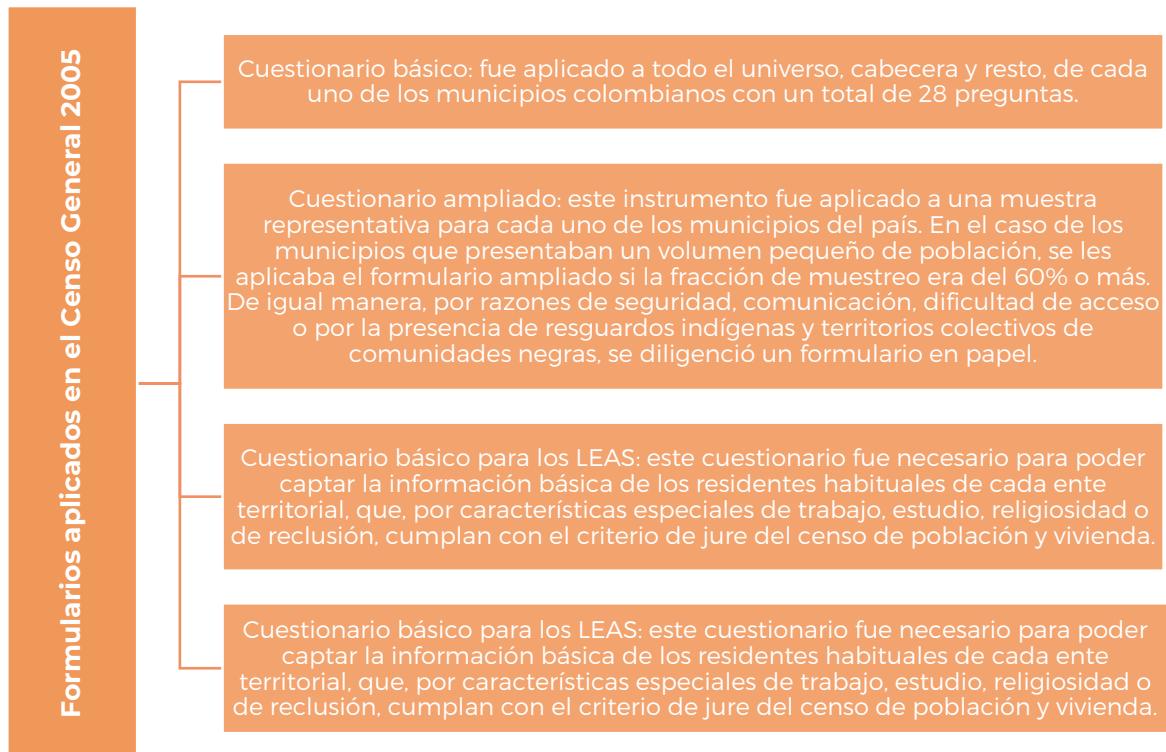 Formularios aplicados en el Censo General 2005
Cuestionario básico: fue aplicado a todo el universo, cabecera y resto, de cada
uno de los municipios colombianos con un total de 28 preguntas.
Cuestionario ampliado: este instrumento fue aplicado a una muestra
representativa para cada uno de los municipios del país. En el caso de los
municipios que presentaban un volumen pequeño de población, se les
aplicaba el formulario ampliado si la fracción de muestreo era del 60% o más.
De igual manera, por razones de seguridad, comunicación, dificultad de acceso
o por la presencia de resguardos indígenas y territorios colectivos de
comunidades negras, se diligenció un formulario en papel.
Cuestionario básico para los LEAS: este cuestionario fue necesario para poder
captar la información básica de los residentes habituales de cada ente
territorial, que, por características especiales de trabajo, estudio, religiosidad o
de reclusión, cumplan con el criterio de jure del censo de población y vivienda.
Cuestionario básico para los LEAS: este cuestionario fue necesario para poder
captar la información básica de los residentes habituales de cada ente
territorial, que, por características especiales de trabajo, estudio, religiosidad o
de reclusión, cumplan con el criterio de jure del censo de población y vivienda.